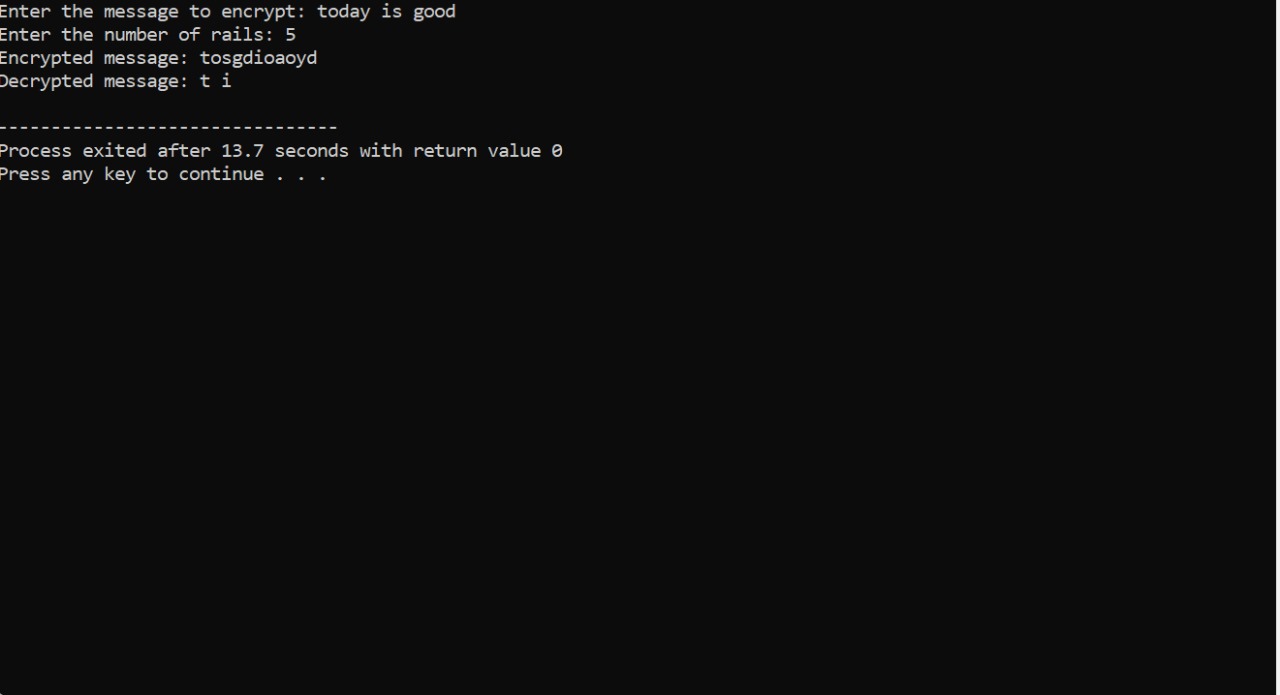 Enter the message to encrypt: today is good
Enter the number of rails: 5
Encrypted message: tosgdioaoyd
Decrypted message: t i
--------------------------------
Process exited after 13.7 seconds with return value 0
Press any key to continue . . .